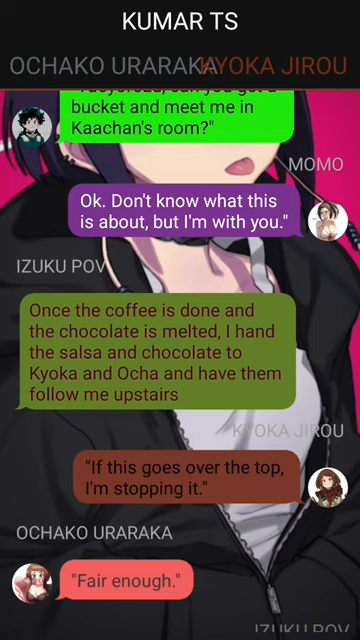 KUMAR TS
OCHAKO URARAKA
KYOKA JIROU
bucket and meet me in
Kaachan's room?"
MOMO
Ok. Don't know what this
is about, but I'm with you."
IZUKU POV
Once the coffee is done and
the chocolate is melted, I hand
the salsa and chocolate to
Kyoka and Ocha and have them
follow me upstairs
KYOKA JIROU
"If this goes over the top,
I'm stopping it."
OCHAKO URARAKA
"Fair enough."
IZUKU POV